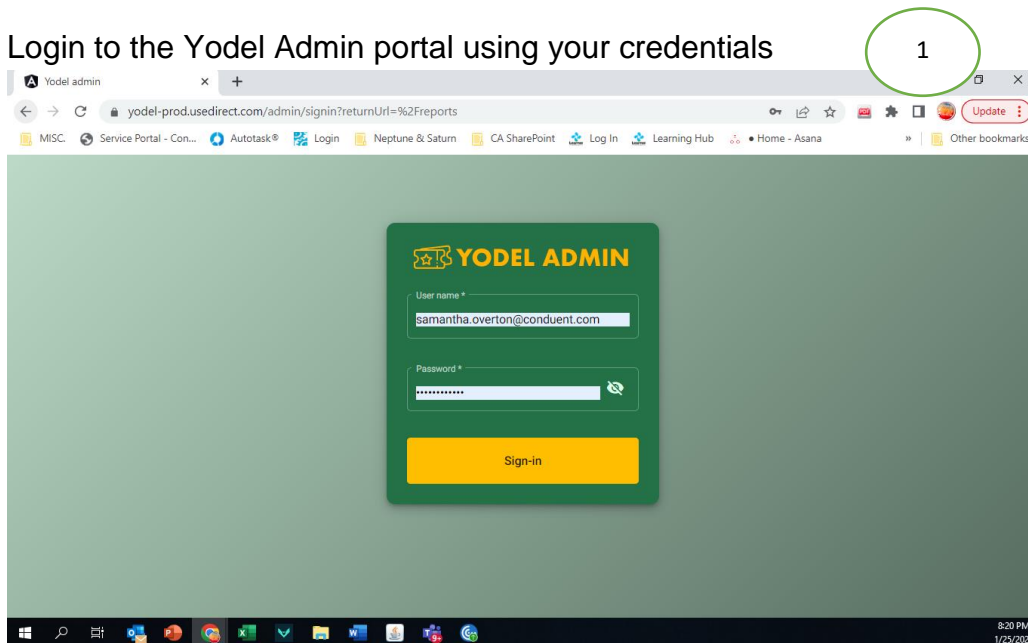 Login to the Yodel Admin portal using your credentials
1
Yodel admin
yodel-prod.usedirect.com/admin/signin?returnUrl=%2Freports
Update
MISC. Service Portal - Con... Autotask® Login Neptune & Saturn CA SharePoint Log In Learning Hub • Home - Asana » Other bookmarks
YODEL ADMIN
User name *
samantha.overton@conduent.com
Password *
••••••••••••
Sign-in
8:20 PM